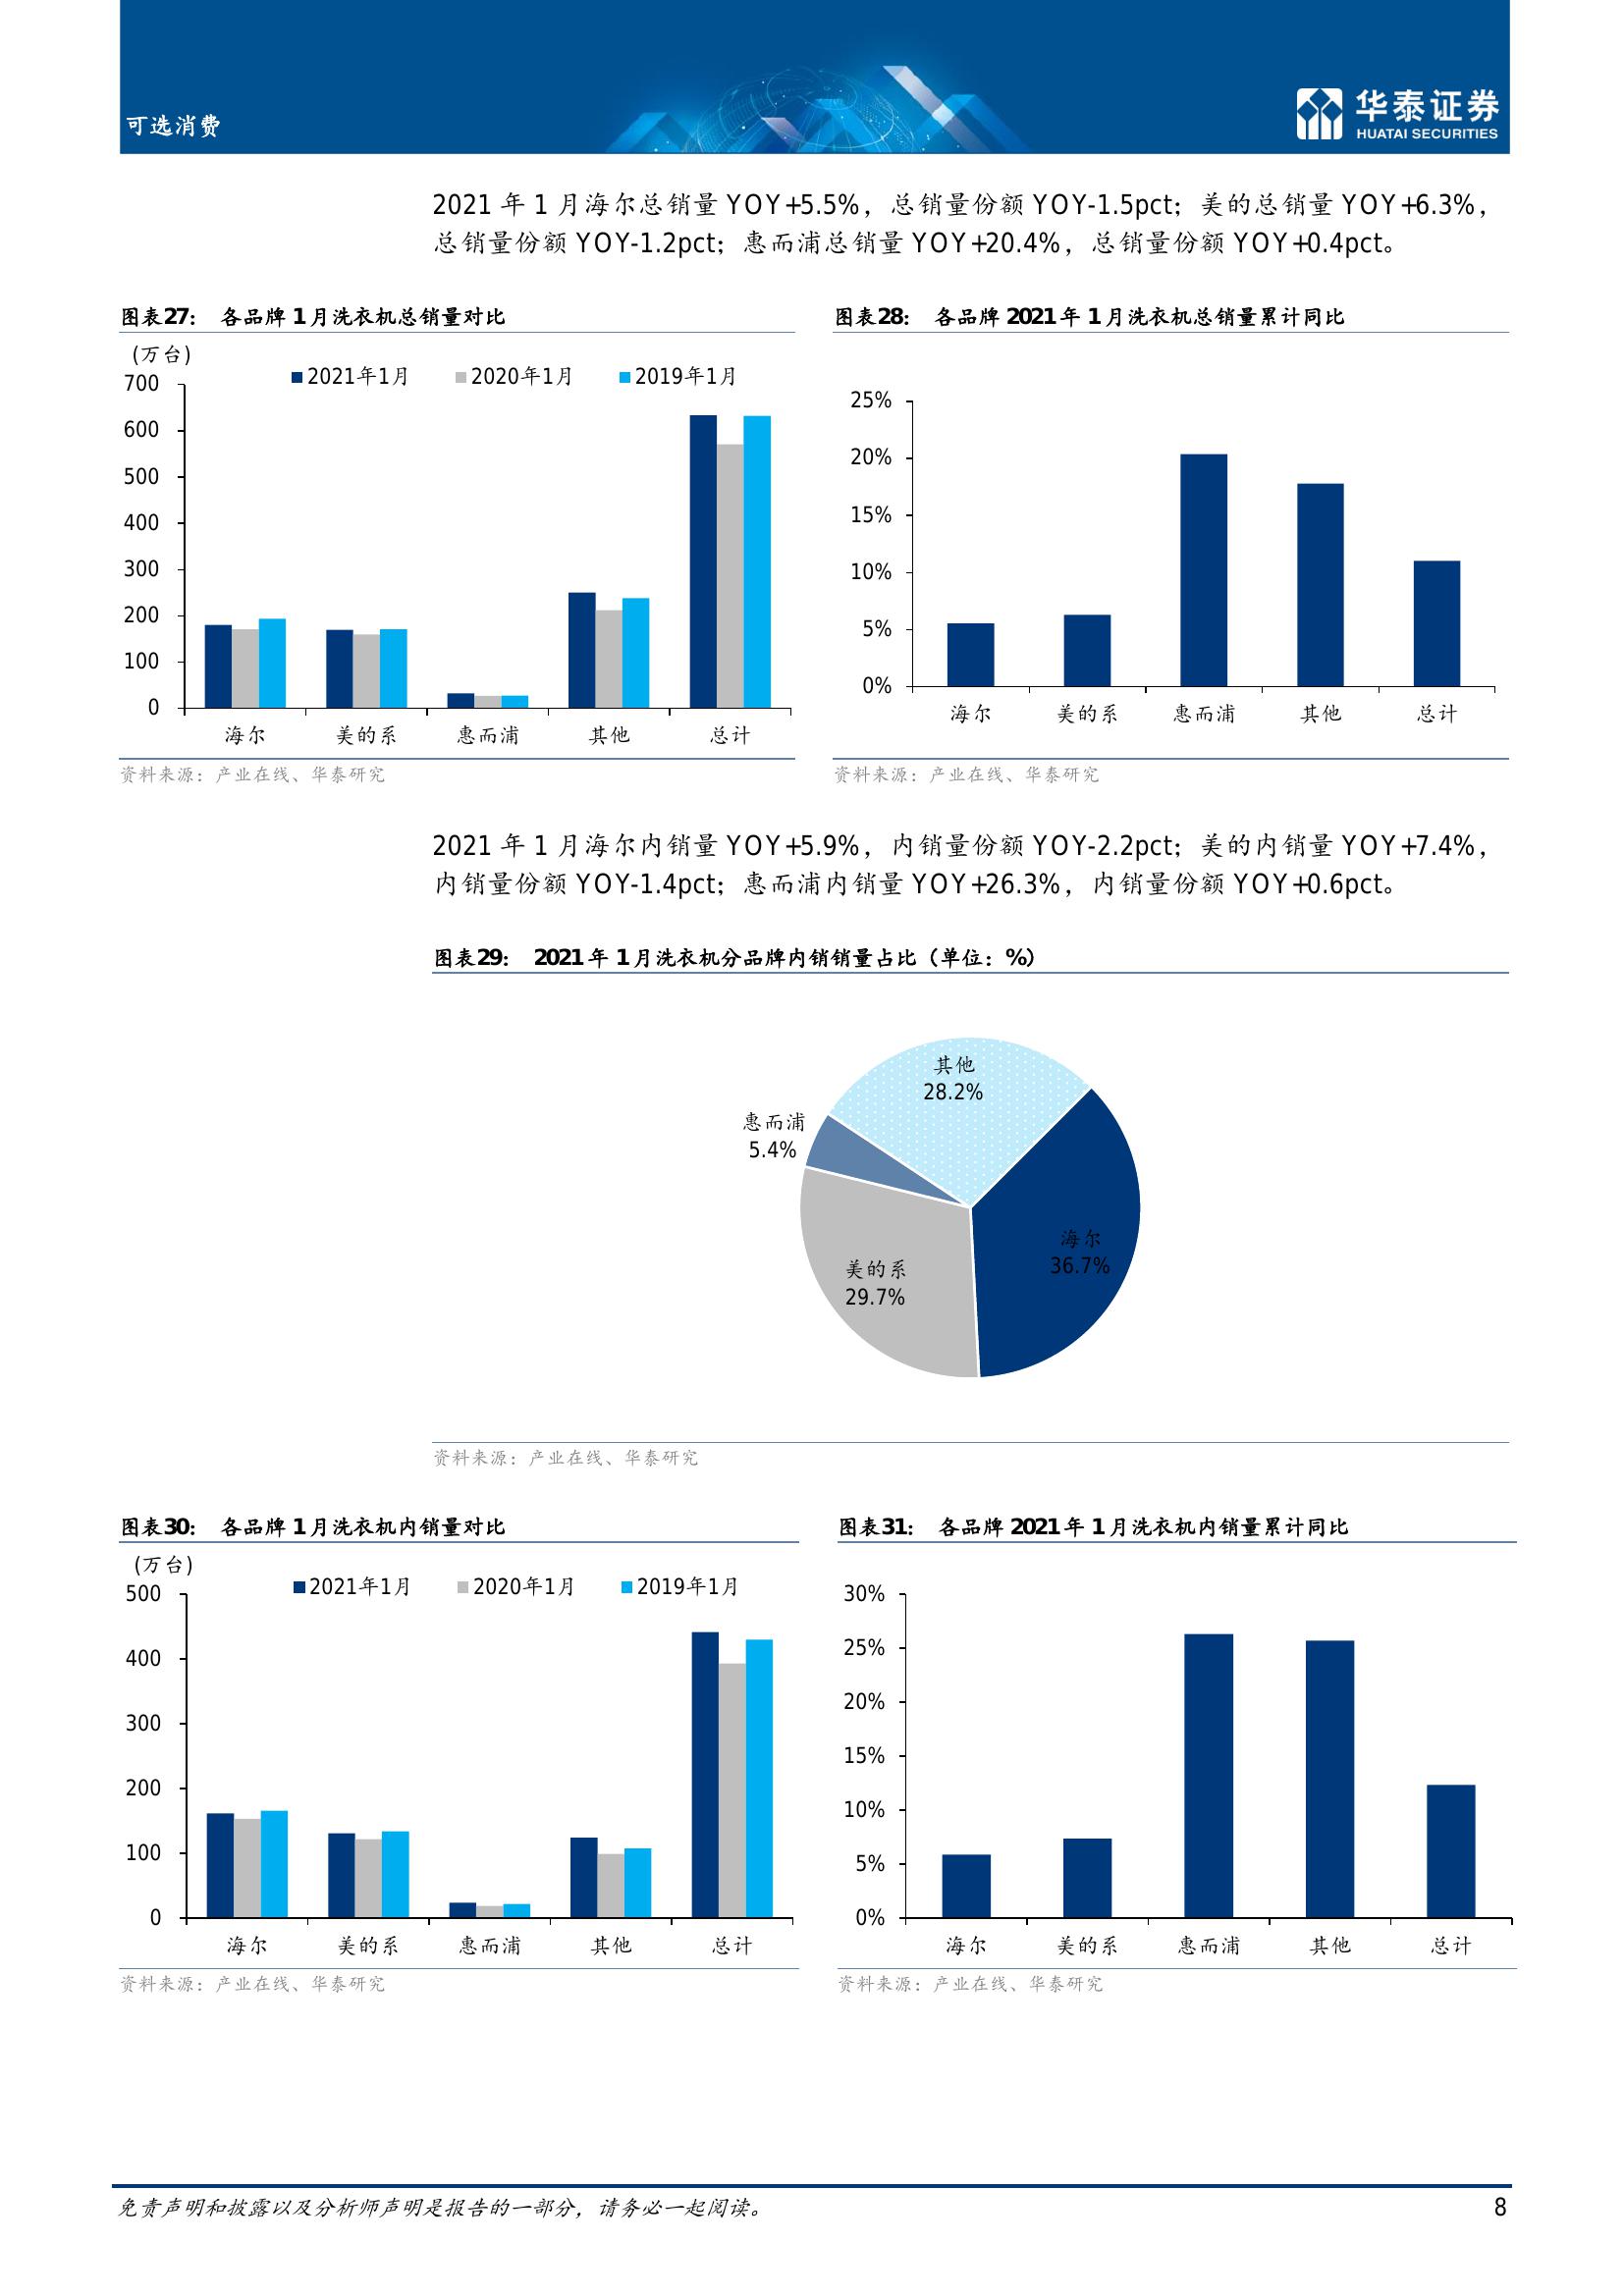 可选消费
华泰证券
HUATAI SECURITIES
2021 年 1 月海尔总销量 YOY+5.5%，总销量份额 YOY-1.5pct；美的总销量 YOY+6.3%，
总销量份额 YOY-1.2pct；惠而浦总销量 YOY+20.4%，总销量份额 YOY+0.4pct。
图表27： 各品牌 1 月洗衣机总销量对比
(万台)
2021年1月 2020年1月 2019年1月
700
600
500
400
300
200
100
0
海尔 美的系 惠而浦 其他 总计
资料来源：产业在线、华泰研究
图表28： 各品牌 2021 年 1 月洗衣机总销量累计同比
25%
20%
15%
10%
5%
0%
海尔 美的系 惠而浦 其他 总计
资料来源：产业在线、华泰研究
2021 年 1 月海尔内销量 YOY+5.9%，内销量份额 YOY-2.2pct；美的内销量 YOY+7.4%，
内销量份额 YOY-1.4pct；惠而浦内销量 YOY+26.3%，内销量份额 YOY+0.6pct。
图表29： 2021 年 1 月洗衣机分品牌内销销量占比（单位：%）
其他
28.2%
惠而浦
5.4%
海尔
36.7%
美的系
29.7%
资料来源：产业在线、华泰研究
图表30： 各品牌 1 月洗衣机内销量对比
(万台)
2021年1月 2020年1月 2019年1月
500
400
300
200
100
0
海尔 美的系 惠而浦 其他 总计
资料来源：产业在线、华泰研究
图表31： 各品牌 2021 年 1 月洗衣机内销量累计同比
30%
25%
20%
15%
10%
5%
0%
海尔 美的系 惠而浦 其他 总计
资料来源：产业在线、华泰研究
免责声明和披露以及分析师声明是报告的一部分，请务必一起阅读。
8